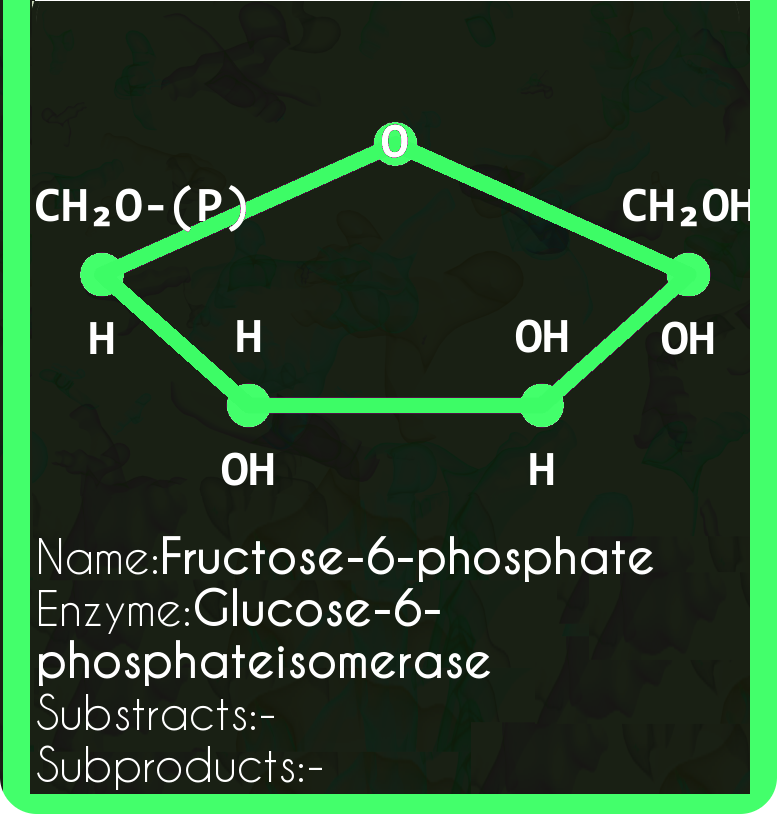 O
CH₂O-(P) CH₂OH
H H OH OH
OH H
Name:Fructose-6-phosphate
Enzyme:Glucose-6-
phosphateisomerase
Substracts:-
Subproducts:-